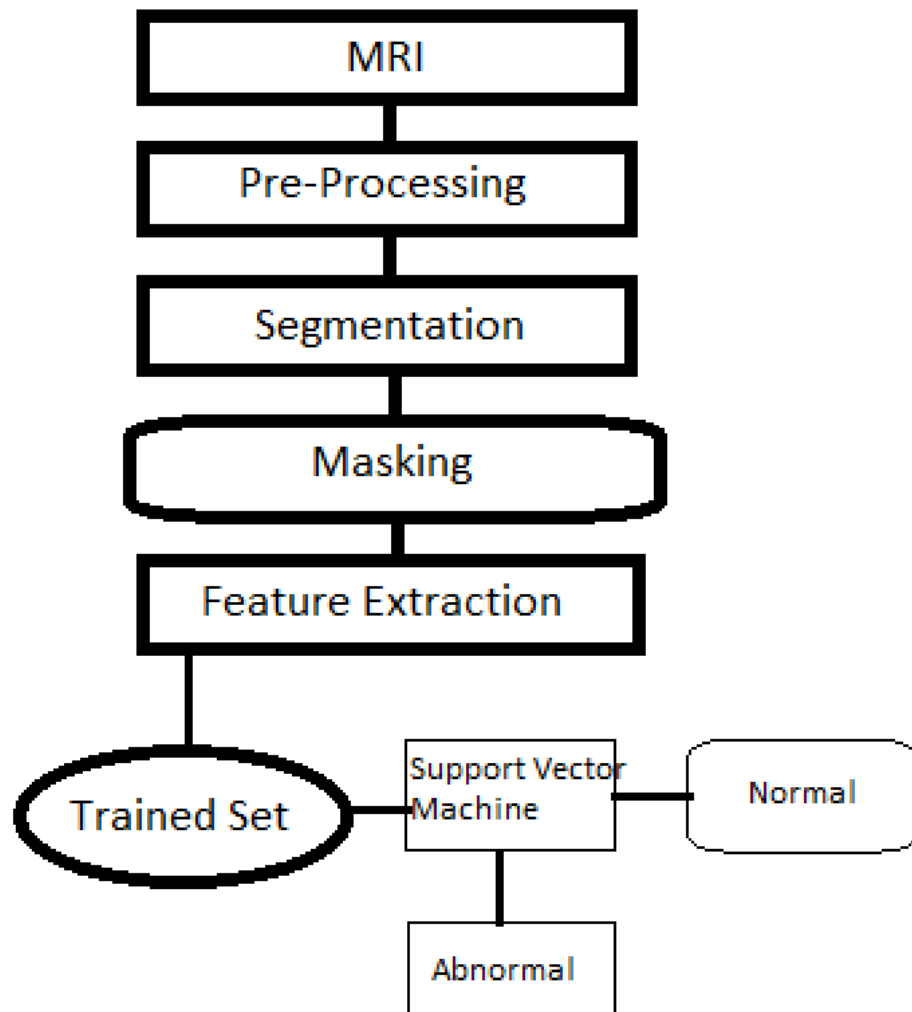 MRI
Pre-Processing
Segmentation
Masking
Feature Extraction
Trained Set
Support Vector
Machine
Normal
Abnormal